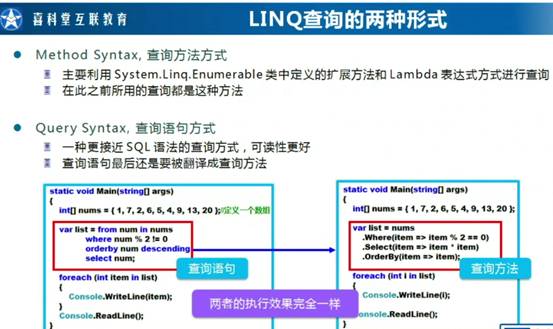 喜科堂互联教育
LINQ查询的两种形式
Method Syntax, 查询方法方式
主要利用 System.Linq.Enumerable 类中定义的扩展方法和 Lambda 表达式方式进行查询
在此之前所用的查询都是这种方法
Query Syntax, 查询语句方式
一种更接近 SQL 语法的查询方式，可读性更好
查询语句最后还是要被翻译成查询方法
static void Main(string[] args)
{
int[] nums = { 1, 7, 2, 6, 5, 4, 9, 13, 20 };//定义一个数组
var list = from num in nums
where num % 2 != 0
orderby num descending
select num;
查询语句
foreach (int item in list)
{
Console.WriteLine(item);
}
Console.ReadLine();
}
static void Main(string[] args)
{
int[] nums = { 1, 7, 2, 6, 5, 4, 9, 13, 20 };
var list = nums
.Where(item => item % 2 == 0)
.Select(item => item * item)
.OrderBy(item => item);
查询方法
foreach (int i in list)
{
Console.WriteLine(i);
}
Console.ReadLine();
}
两者的执行效果完全一样